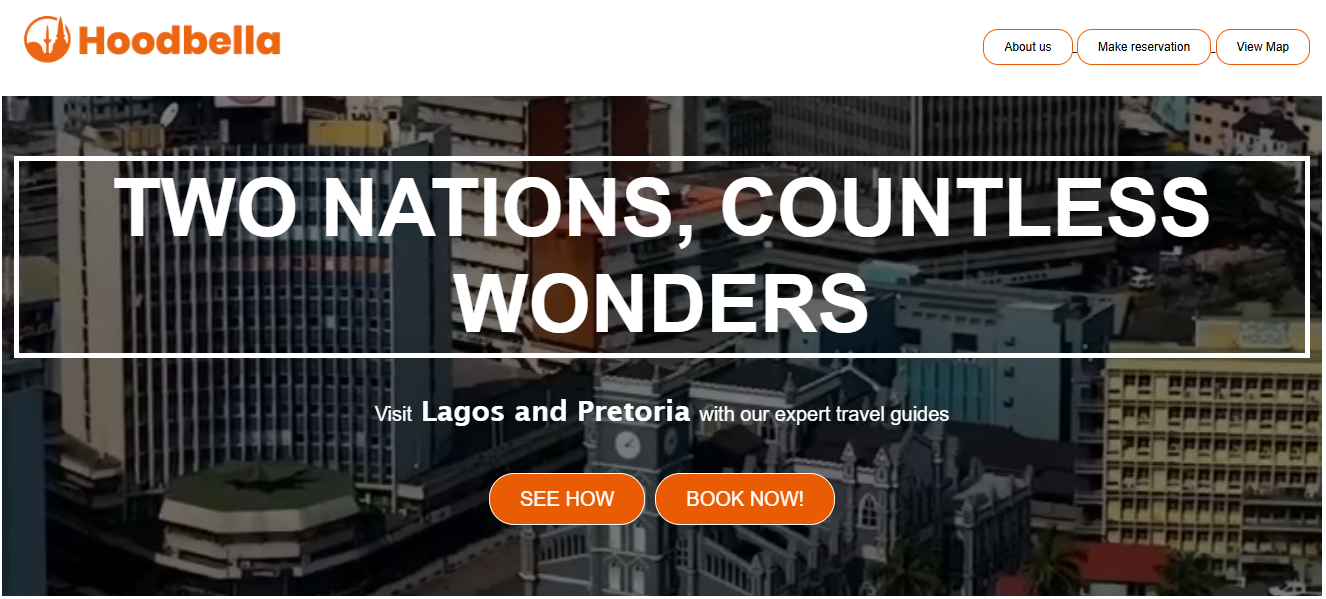 Hoodbella
About us
Make reservation
View Map
TWO NATIONS, COUNTLESS
WONDERS
Visit Lagos and Pretoria with our expert travel guides
SEE HOW
BOOK NOW!